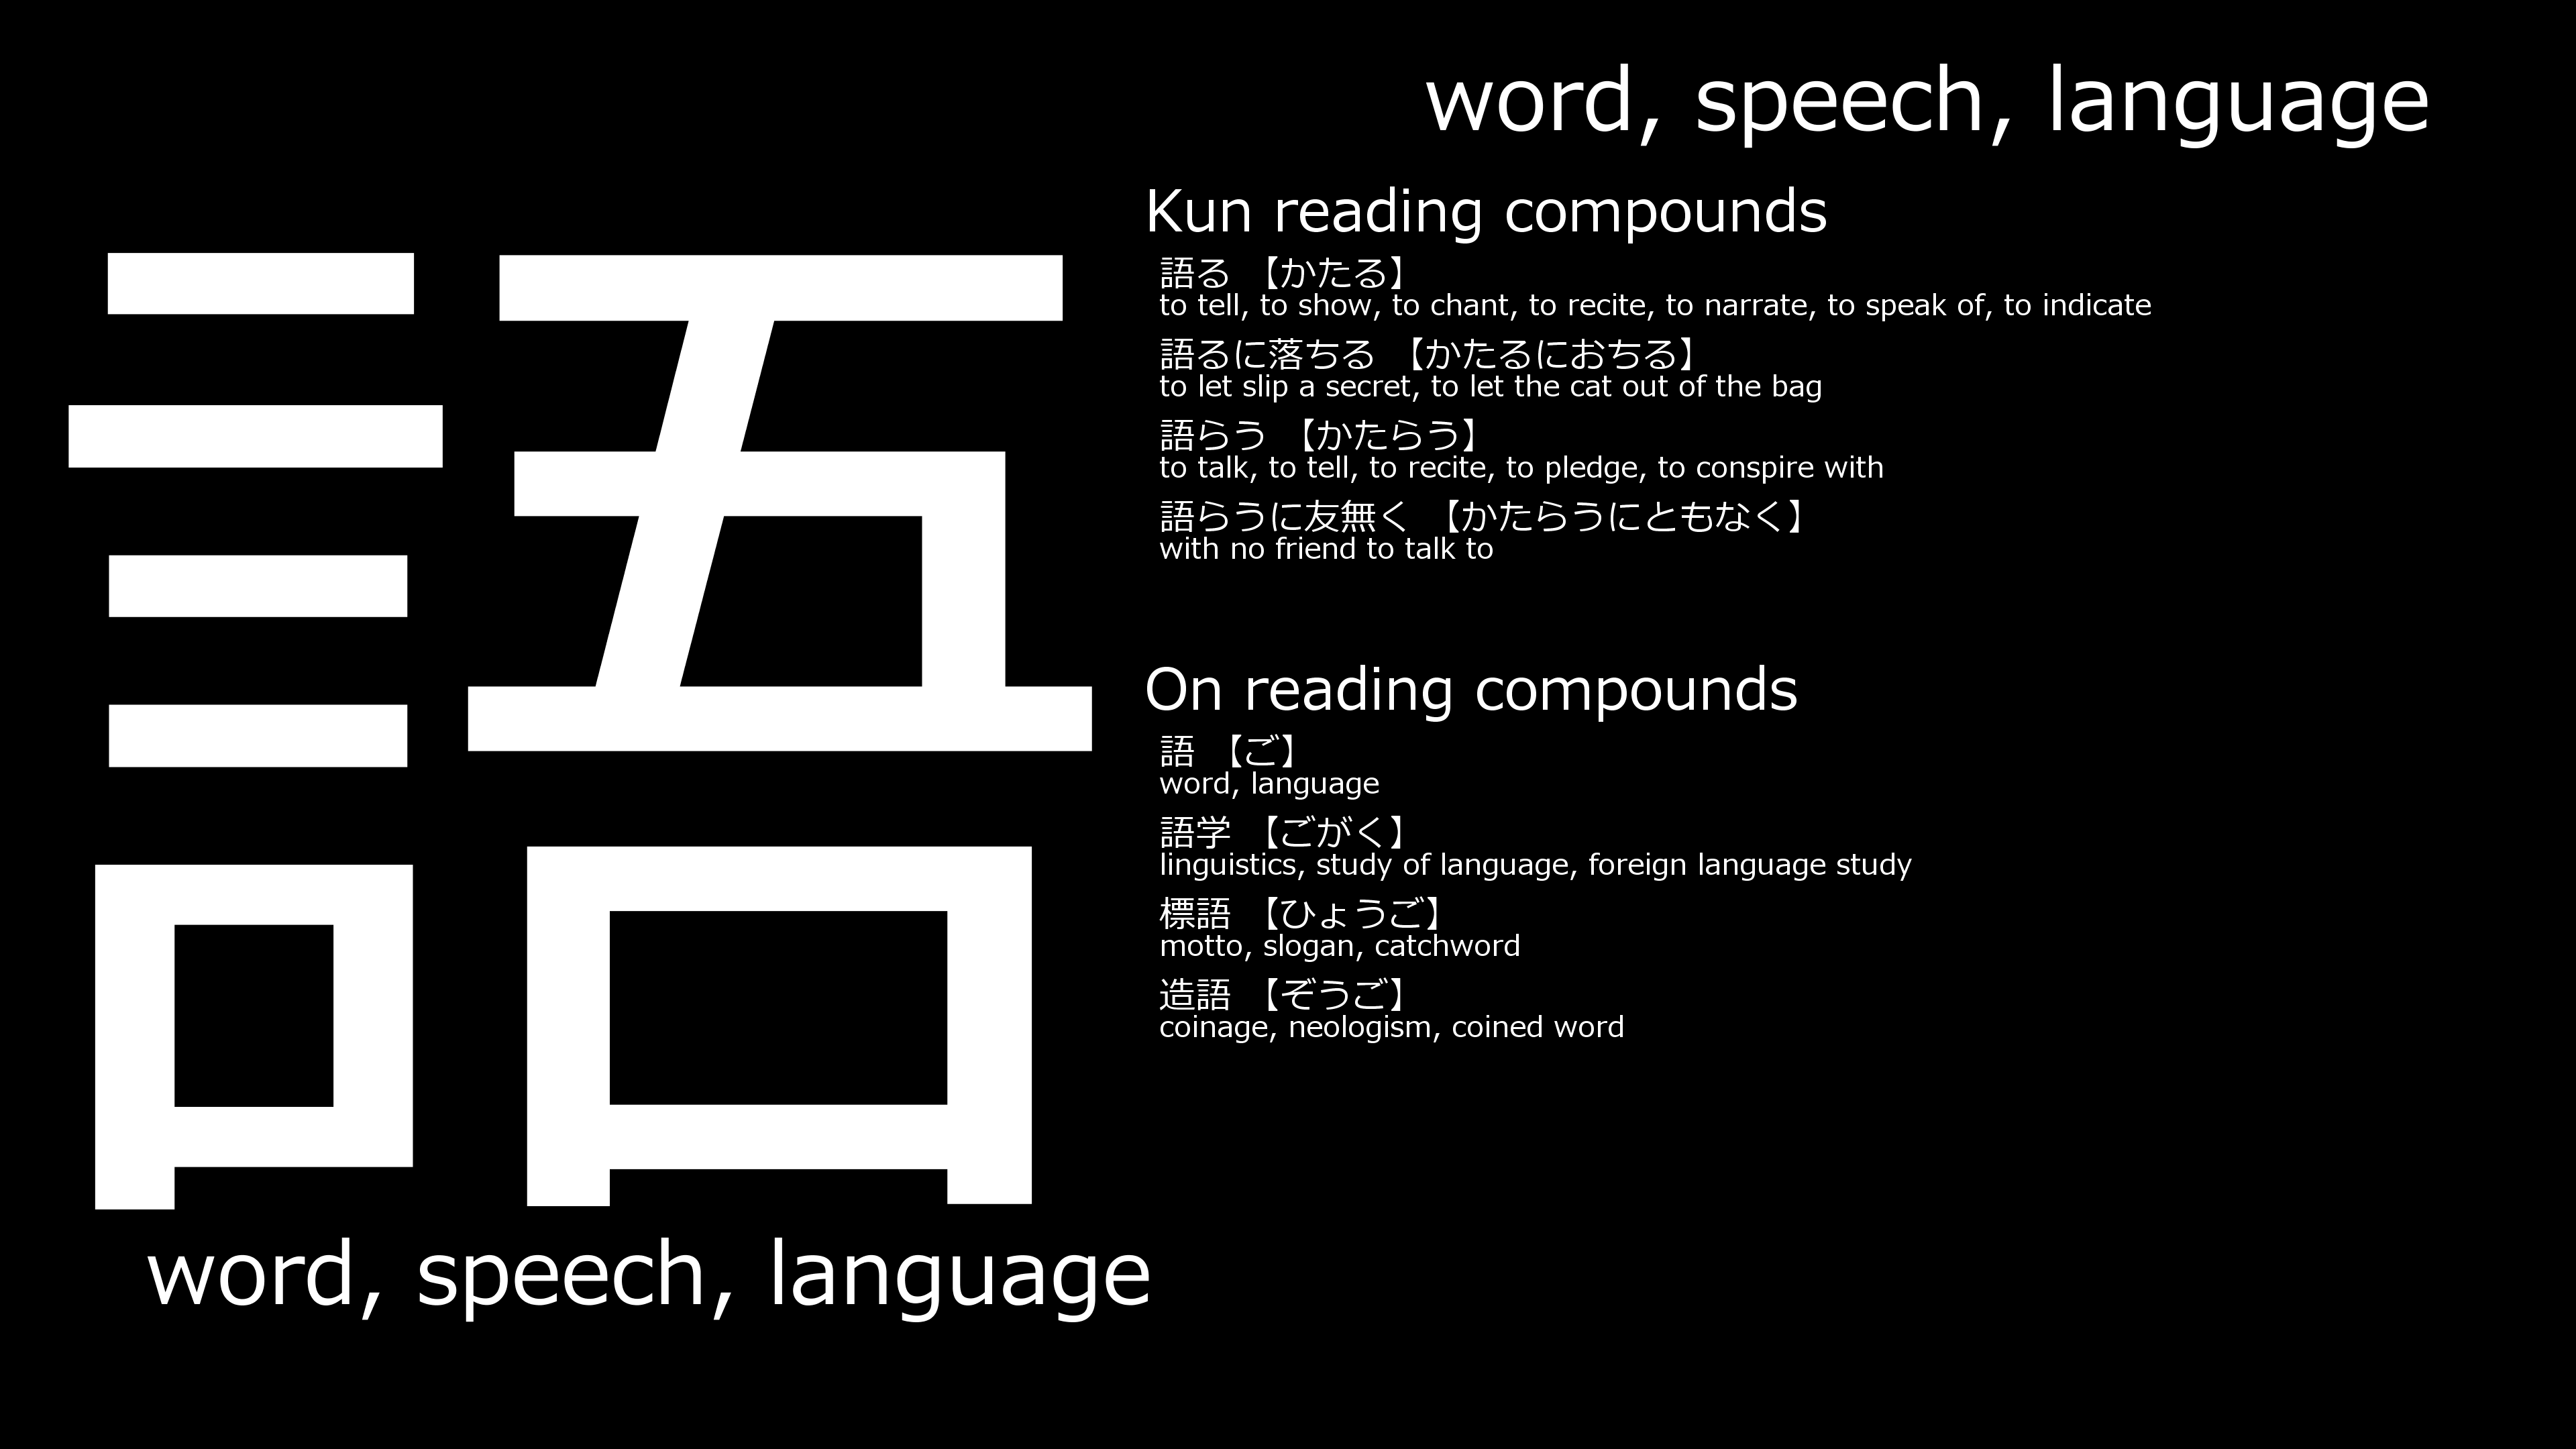 語
word, speech, language
word, speech, language
Kun reading compounds
語る 【かたる】
to tell, to show, to chant, to recite, to narrate, to speak of, to indicate
語るに落ちる 【かたるにおちる】
to let slip a secret, to let the cat out of the bag
語らう 【かたらう】
to talk, to tell, to recite, to pledge, to conspire with
語らうに友無く 【かたらうにともなく】
with no friend to talk to
On reading compounds
語 【ご】
word, language
語学 【ごがく】
linguistics, study of language, foreign language study
標語 【ひょうご】
motto, slogan, catchword
造語 【ぞうご】
coinage, neologism, coined word